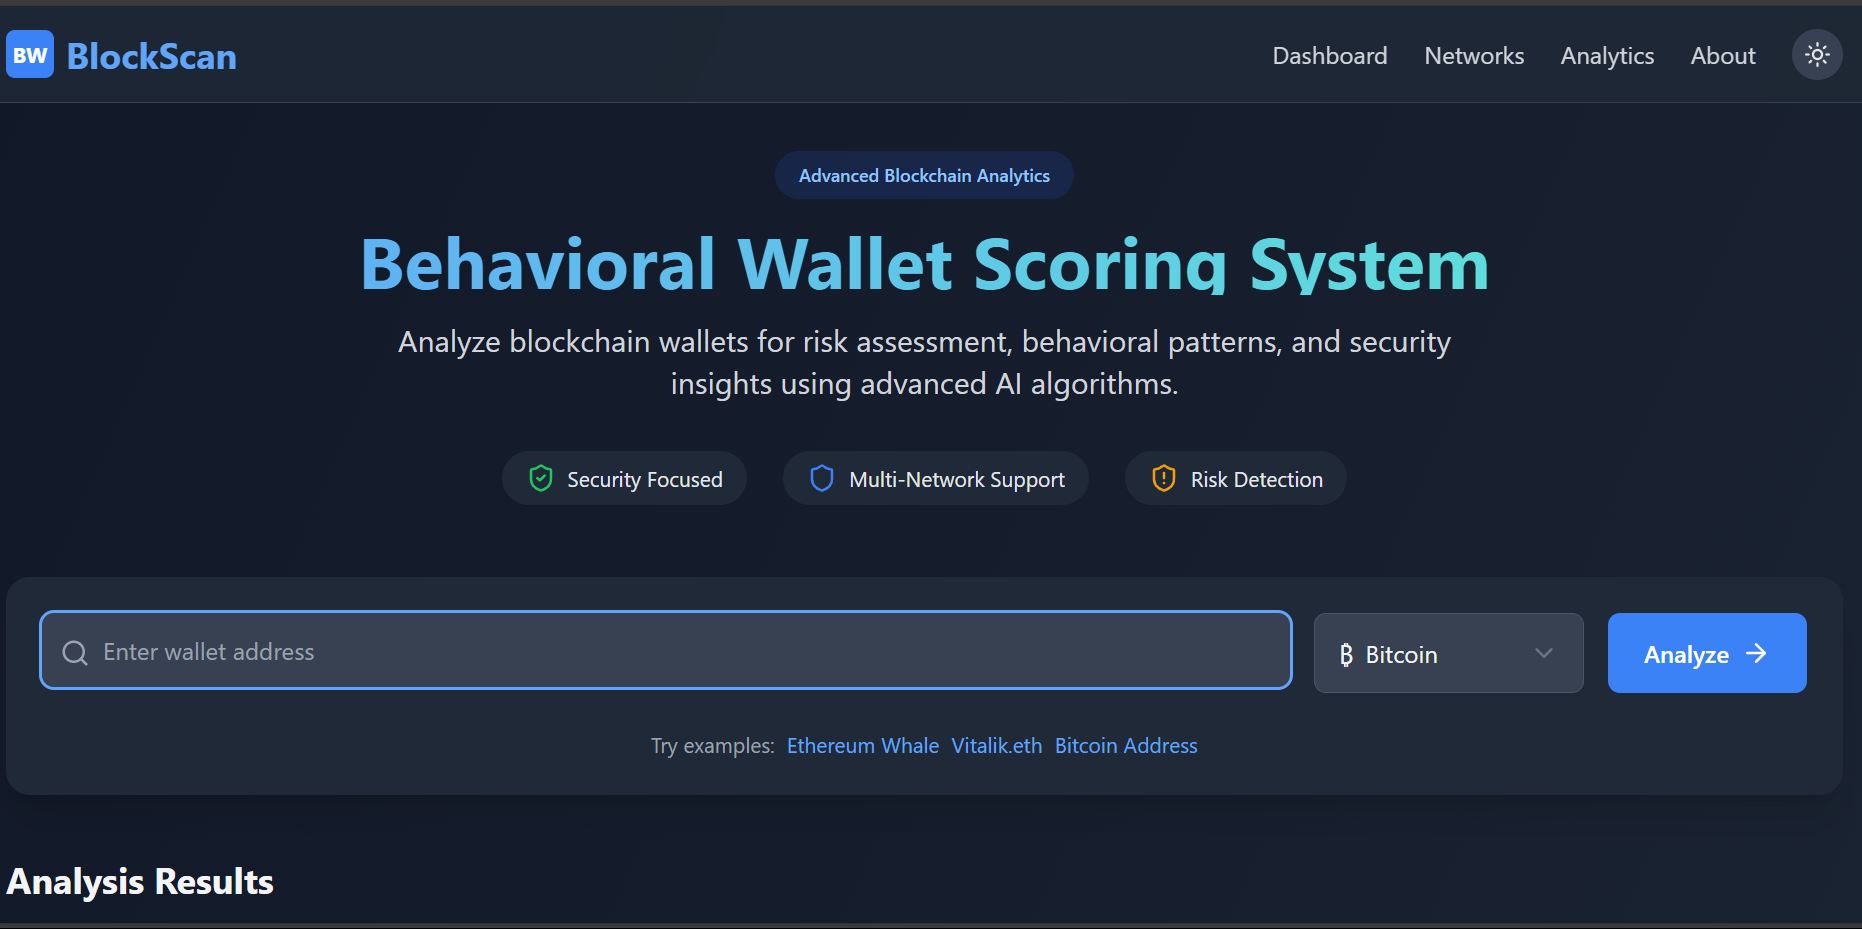 BW BlockScan
Dashboard Networks Analytics About
Advanced Blockchain Analytics
Behavioral Wallet Scoring System
Analyze blockchain wallets for risk assessment, behavioral patterns, and security
insights using advanced AI algorithms.
Security Focused Multi-Network Support Risk Detection
Enter wallet address ₿ Bitcoin Analyze →
Try examples: Ethereum Whale Vitalik.eth Bitcoin Address
Analysis Results